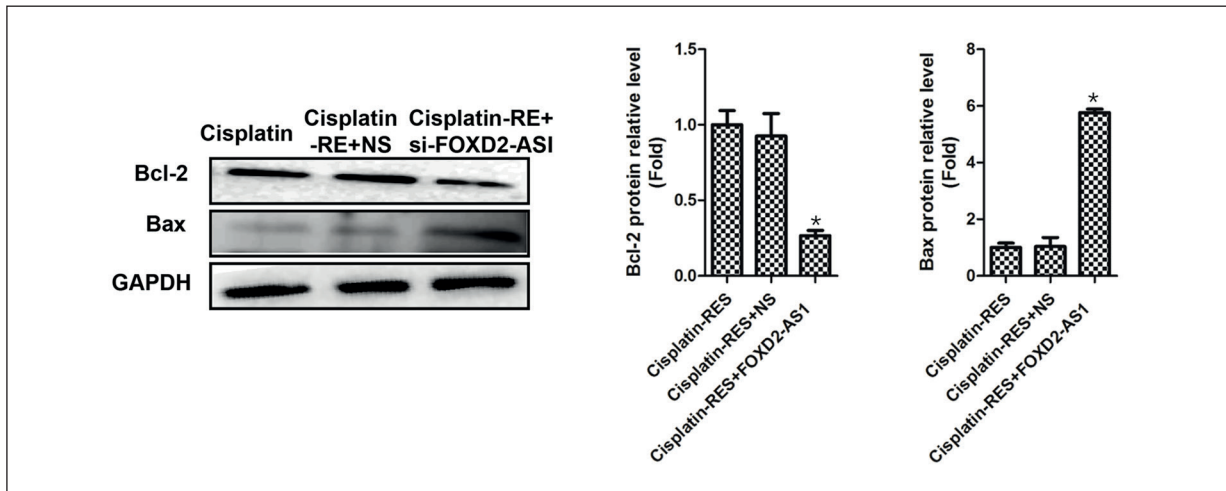 Cisplatin
Cisplatin
-RE+NS
Cisplatin-RE+
si-FOXD2-ASI
Bcl-2
Bax
GAPDH
Bcl-2 protein relative level
(Fold)
1.5
1.0
0.5
0.0
*
Cisplatin-RES
Cisplatin-RES+NS
Cisplatin-RES+FOXD2-AS1
Bax protein relative level
(Fold)
8
6
4
2
0
*
Cisplatin-RES
Cisplatin-RES+NS
Cisplatin-RES+FOXD2-AS1